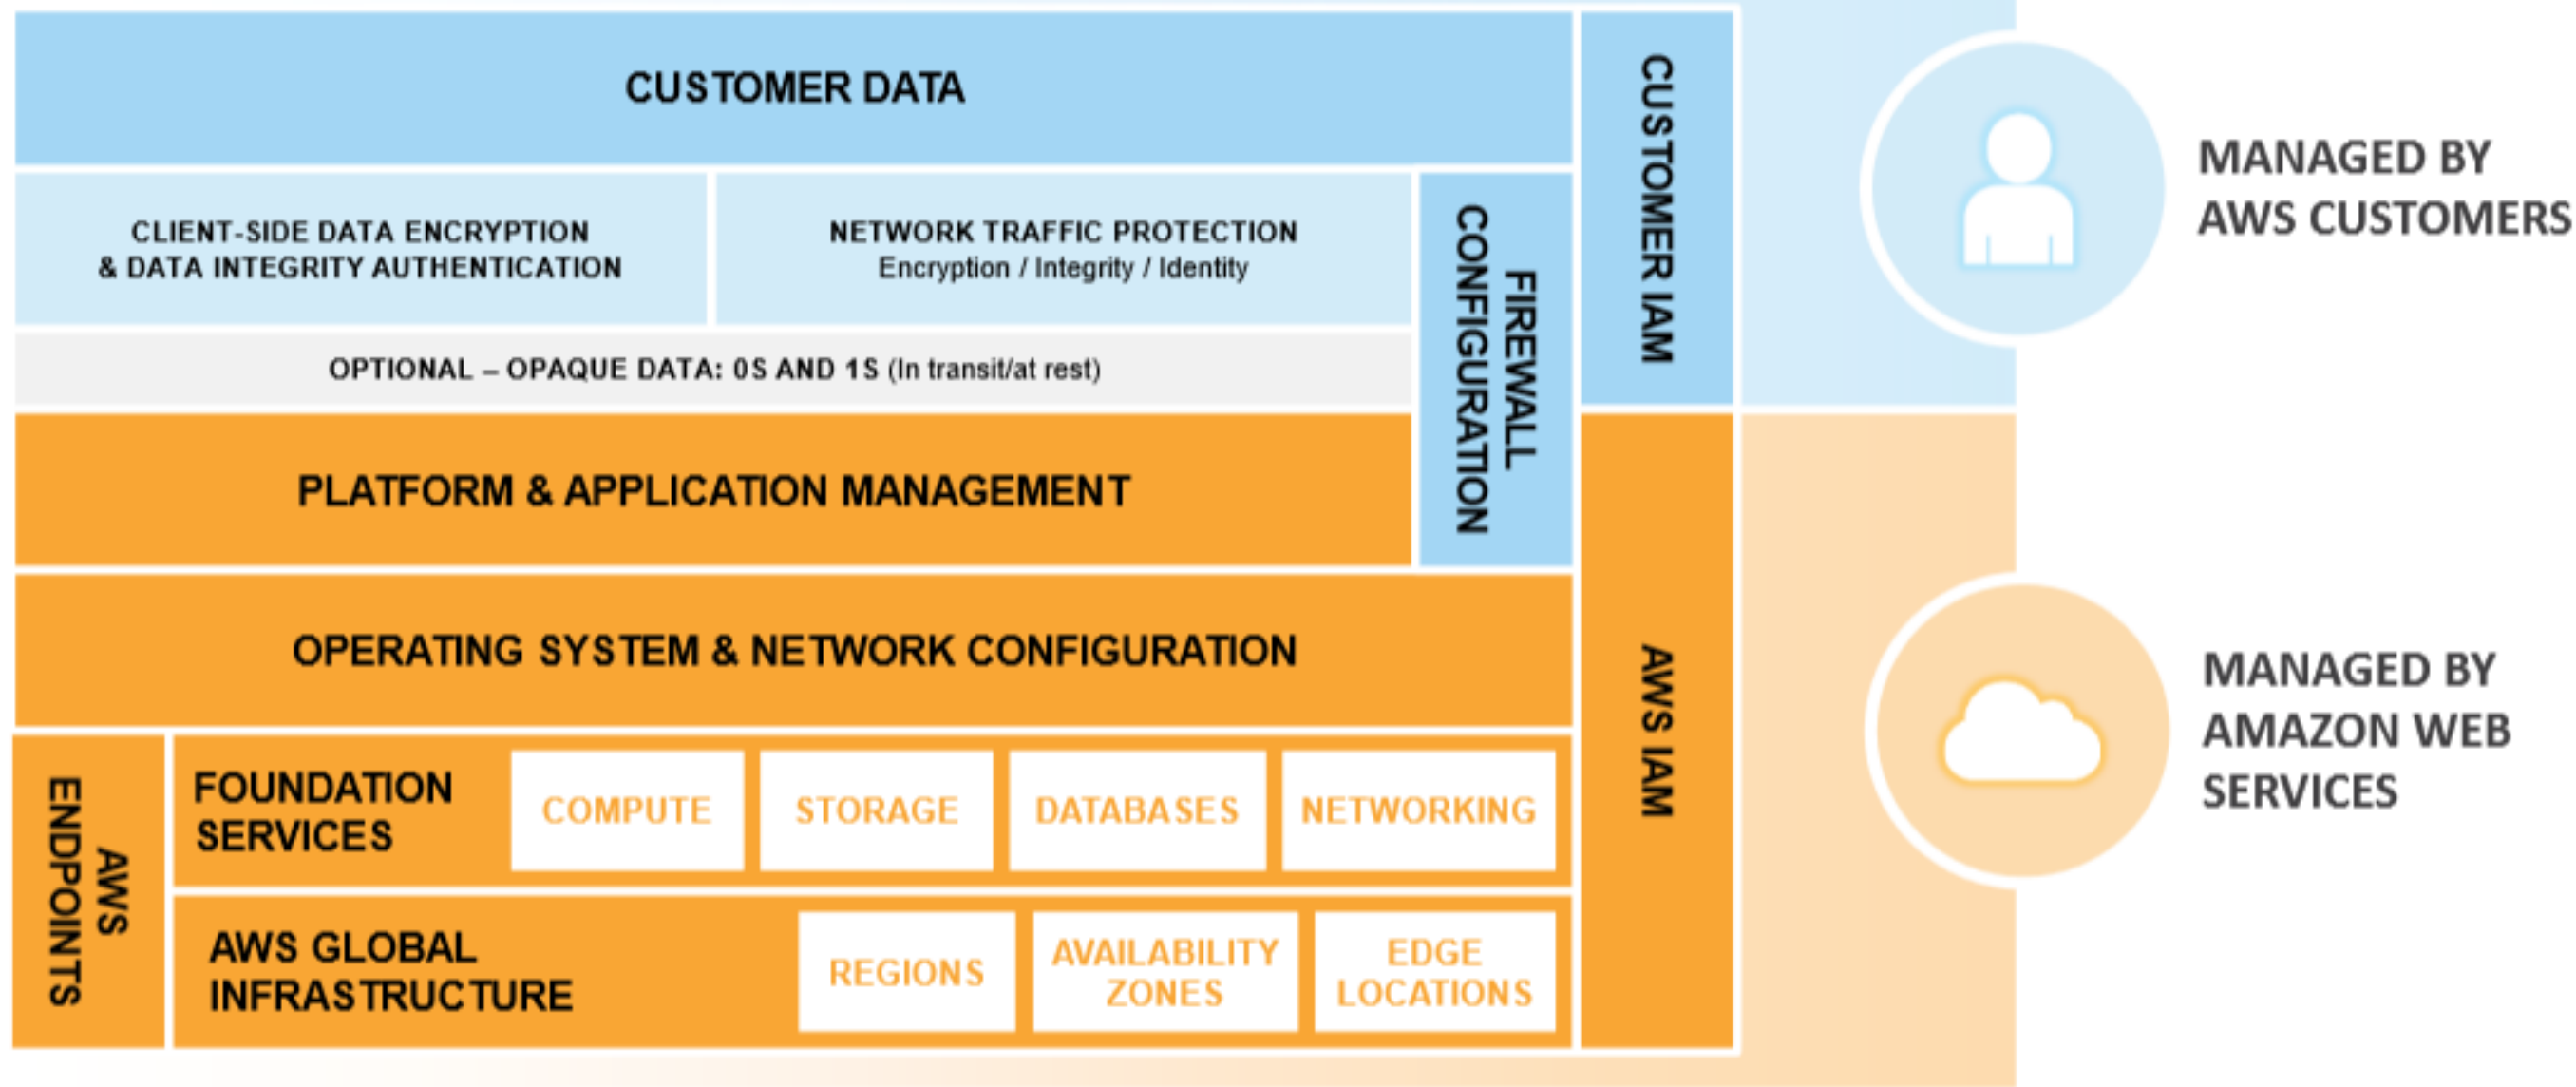 CUSTOMER DATA
CUSTOMER IAM
CLIENT-SIDE DATA ENCRYPTION
& DATA INTEGRITY AUTHENTICATION
NETWORK TRAFFIC PROTECTION
Encryption / Integrity / Identity
FIREWALL
CONFIGURATION
OPTIONAL – OPAQUE DATA: 0S AND 1S (In transit/at rest)
MANAGED BY
AWS CUSTOMERS
PLATFORM & APPLICATION MANAGEMENT
OPERATING SYSTEM & NETWORK CONFIGURATION
AWS IAM
AWS
ENDPOINTS
FOUNDATION
SERVICES
COMPUTE
STORAGE
DATABASES
NETWORKING
AWS GLOBAL
INFRASTRUCTURE
REGIONS
AVAILABILITY
ZONES
EDGE
LOCATIONS
MANAGED BY
AMAZON WEB
SERVICES